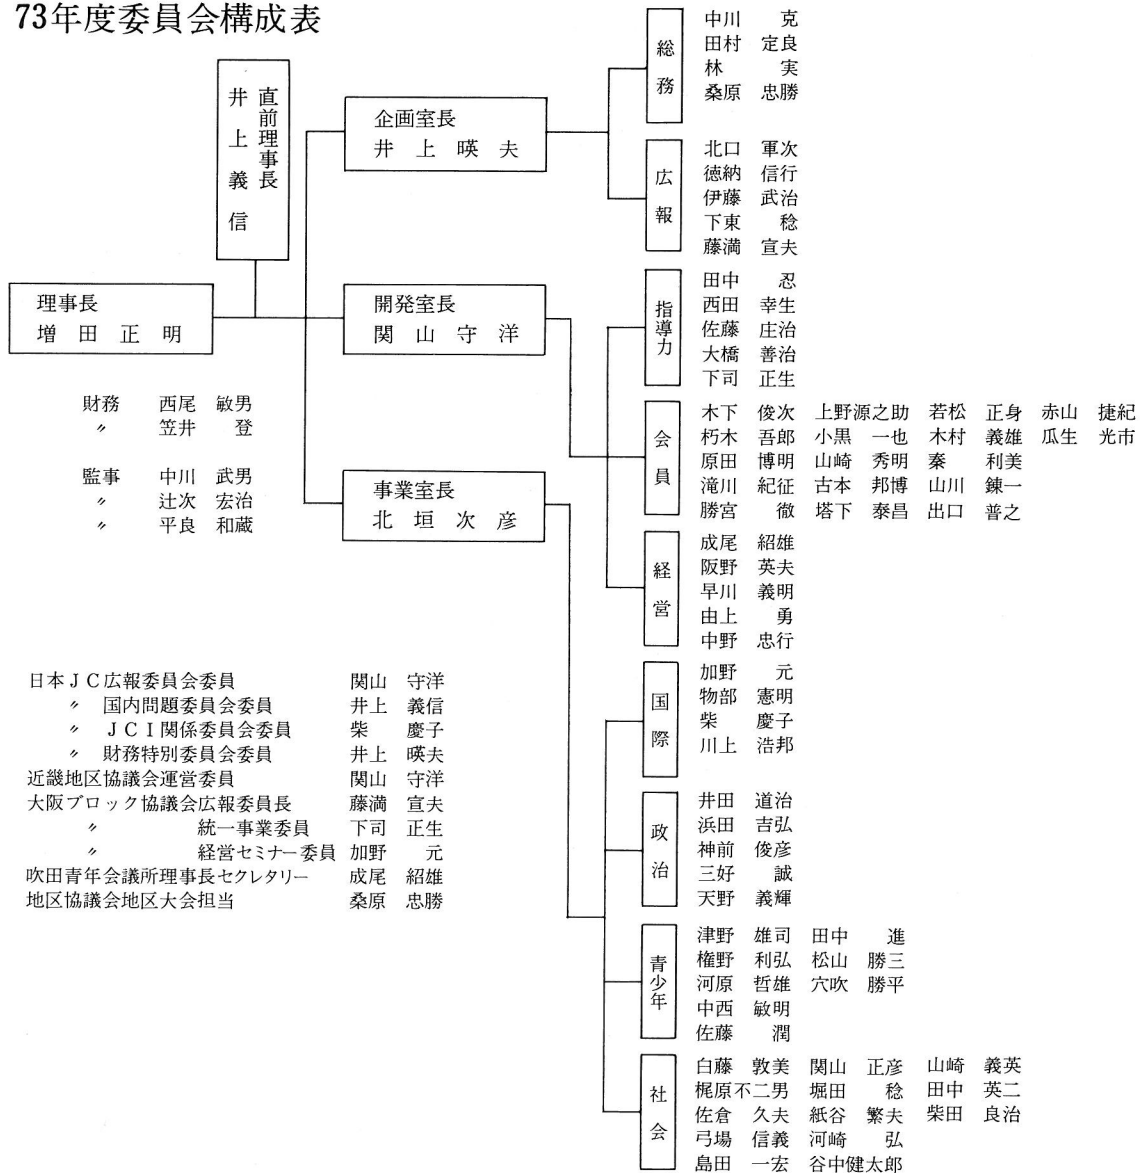 73年度委員会構成表
直前理事長
井上義信
理事長
増田正明
財務 西尾 敏男
〃 笠井 登
監事 中川 武男
〃 辻次 宏治
〃 平良 和蔵
企画室長
井上暎夫
開発室長
関山守洋
事業室長
北垣次彦
総務
中川 克
田村 定良
林 実
桑原 忠勝
広報
北口 軍次
徳納 信行
伊藤 武治
下東 稔
藤満 宣夫
指導力
田中 忍
西田 幸生
佐藤 庄治
大橋 善治
下司 正生
会員
木下 俊次 上野源之助 若松 正身 赤山 捷紀
朽木 吾郎 小黒 一也 木村 義雄 瓜生 光市
原田 博明 山崎 秀明 秦 利美
滝川 紀征 古本 邦博 山川 錬一
勝宮 徹 塔下 泰昌 出口 普之
経営
成尾 紹雄
阪野 英夫
早川 義明
由上 勇
中野 忠行
国際
加野 元
物部 憲明
柴 慶子
川上 浩邦
政治
井田 道治
浜田 吉弘
神前 俊彦
三好 誠
天野 義輝
青少年
津野 雄司 田中 進
権野 利弘 松山 勝三
河原 哲雄 穴吹 勝平
中西 敏明
佐藤 潤
社会
白藤 敦美 関山 正彦 山崎 義英
梶原不二男 堀田 稔 田中 英二
佐倉 久夫 紙谷 繁夫 柴田 良治
弓場 信義 河崎 弘
島田 一宏 谷中健太郎
日本JC広報委員会委員 関山 守洋
〃 国内問題委員会委員 井上 義信
〃 JCI関係委員会委員 柴 慶子
〃 財務特別委員会委員 井上 暎夫
近畿地区協議会運営委員 関山 守洋
大阪ブロック協議会広報委員長 藤満 宣夫
〃 統一事業委員 下司 正生
〃 経営セミナー委員 加野 元
吹田青年会議所理事長セクレタリー 成尾 紹雄
地区協議会地区大会担当 桑原 忠勝